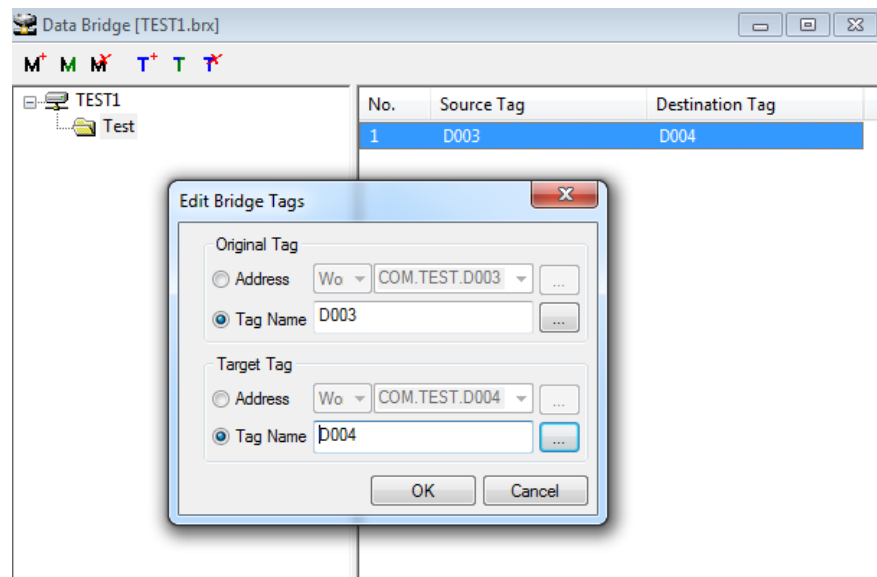 Data Bridge [TEST1.brx]
M+ M M T+ T T
TEST1
Test
No. Source Tag Destination Tag
1 D003 D004
Edit Bridge Tags
Original Tag
Address Wo COM.TEST.D003 ...
Tag Name D003 ...
Target Tag
Address Wo COM.TEST.D004 ...
Tag Name D004 ...
OK Cancel